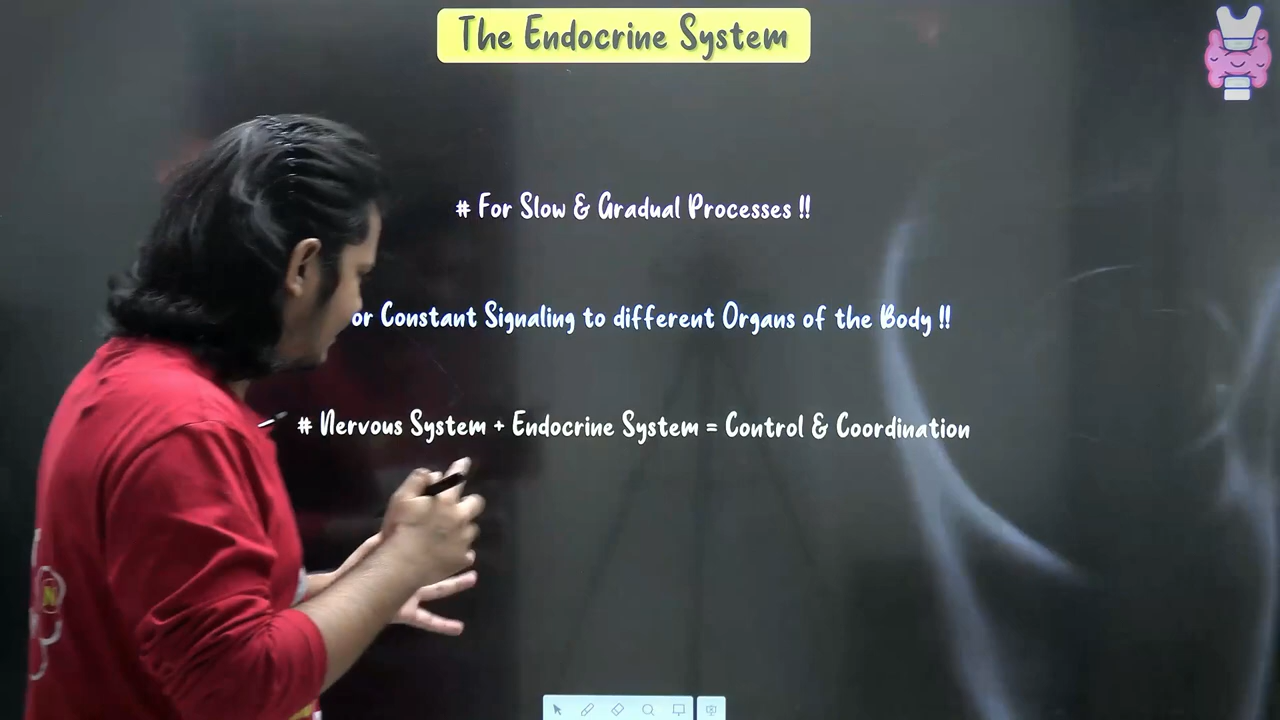 The Endocrine System
# For Slow & Gradual Processes !!
or Constant Signaling to different Organs of the Body !!
# Nervous System + Endocrine System = Control & Coordination